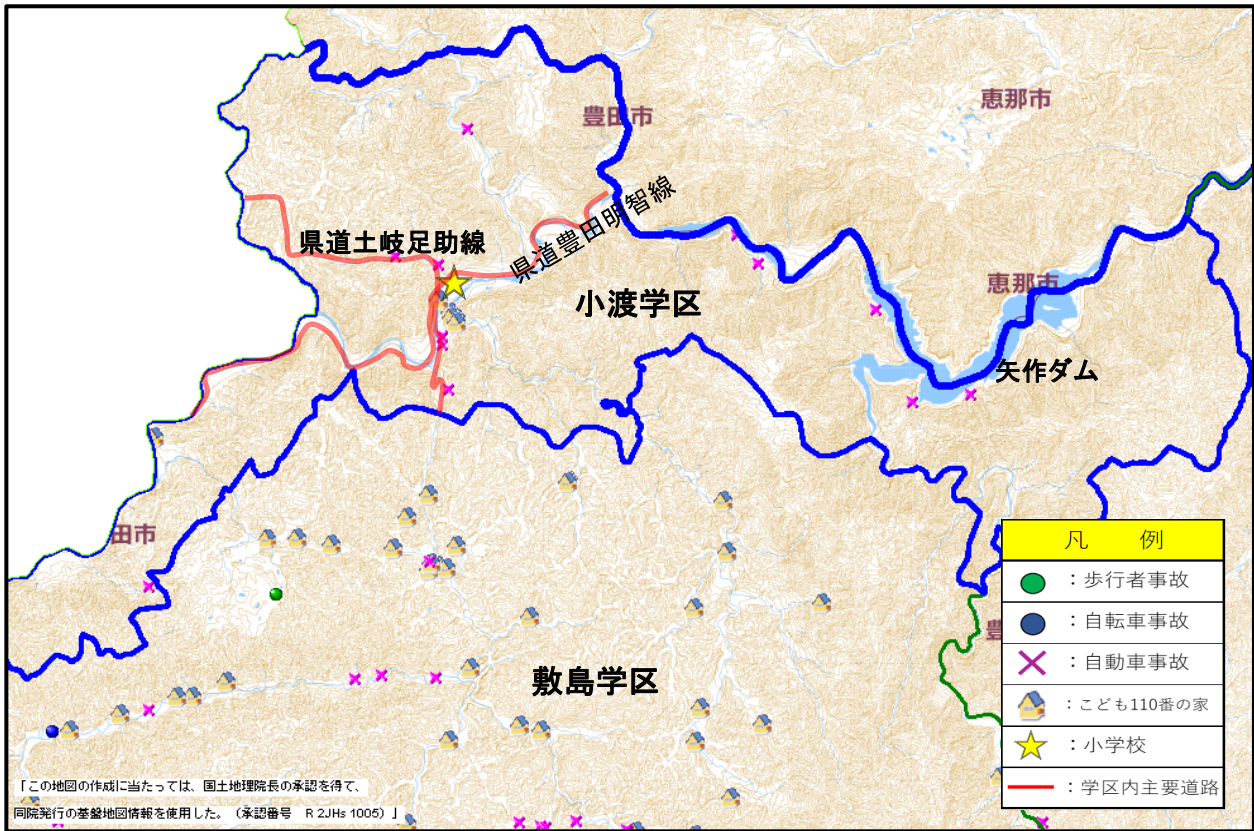 豊田市
恵那市
県道土岐足助線
県道豊田明智線
小渡学区
恵那市
矢作ダム
田市
敷島学区
豊
凡 例
：歩行者事故
：自転車事故
：自動車事故
：こども110番の家
：小学校
：学区内主要道路
「この地図の作成に当たっては、国土地理院長の承認を得て、
同院発行の基盤地図情報を使用した。（承認番号 R 2JHs 1005）」